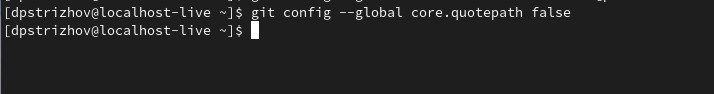 [dpstrizhov@localhost-live ~]$ git config --global core.quotepath false
[dpstrizhov@localhost-live ~]$